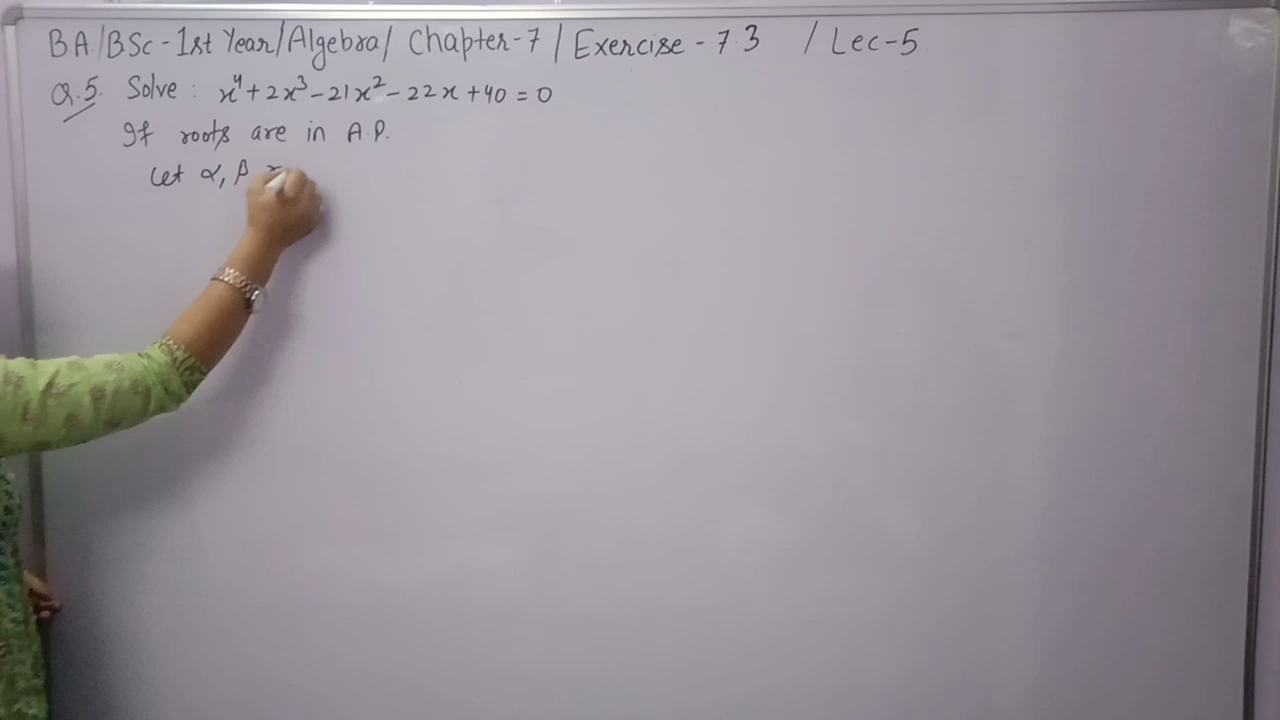 BA/BSc-1st Year/Algebra/ Chapter-7 / Exercise - 7.3 / Lec-5
Q.5. Solve : x⁴+2x³-21x²-22x+40=0
If roots are in A.P.
Let α, β